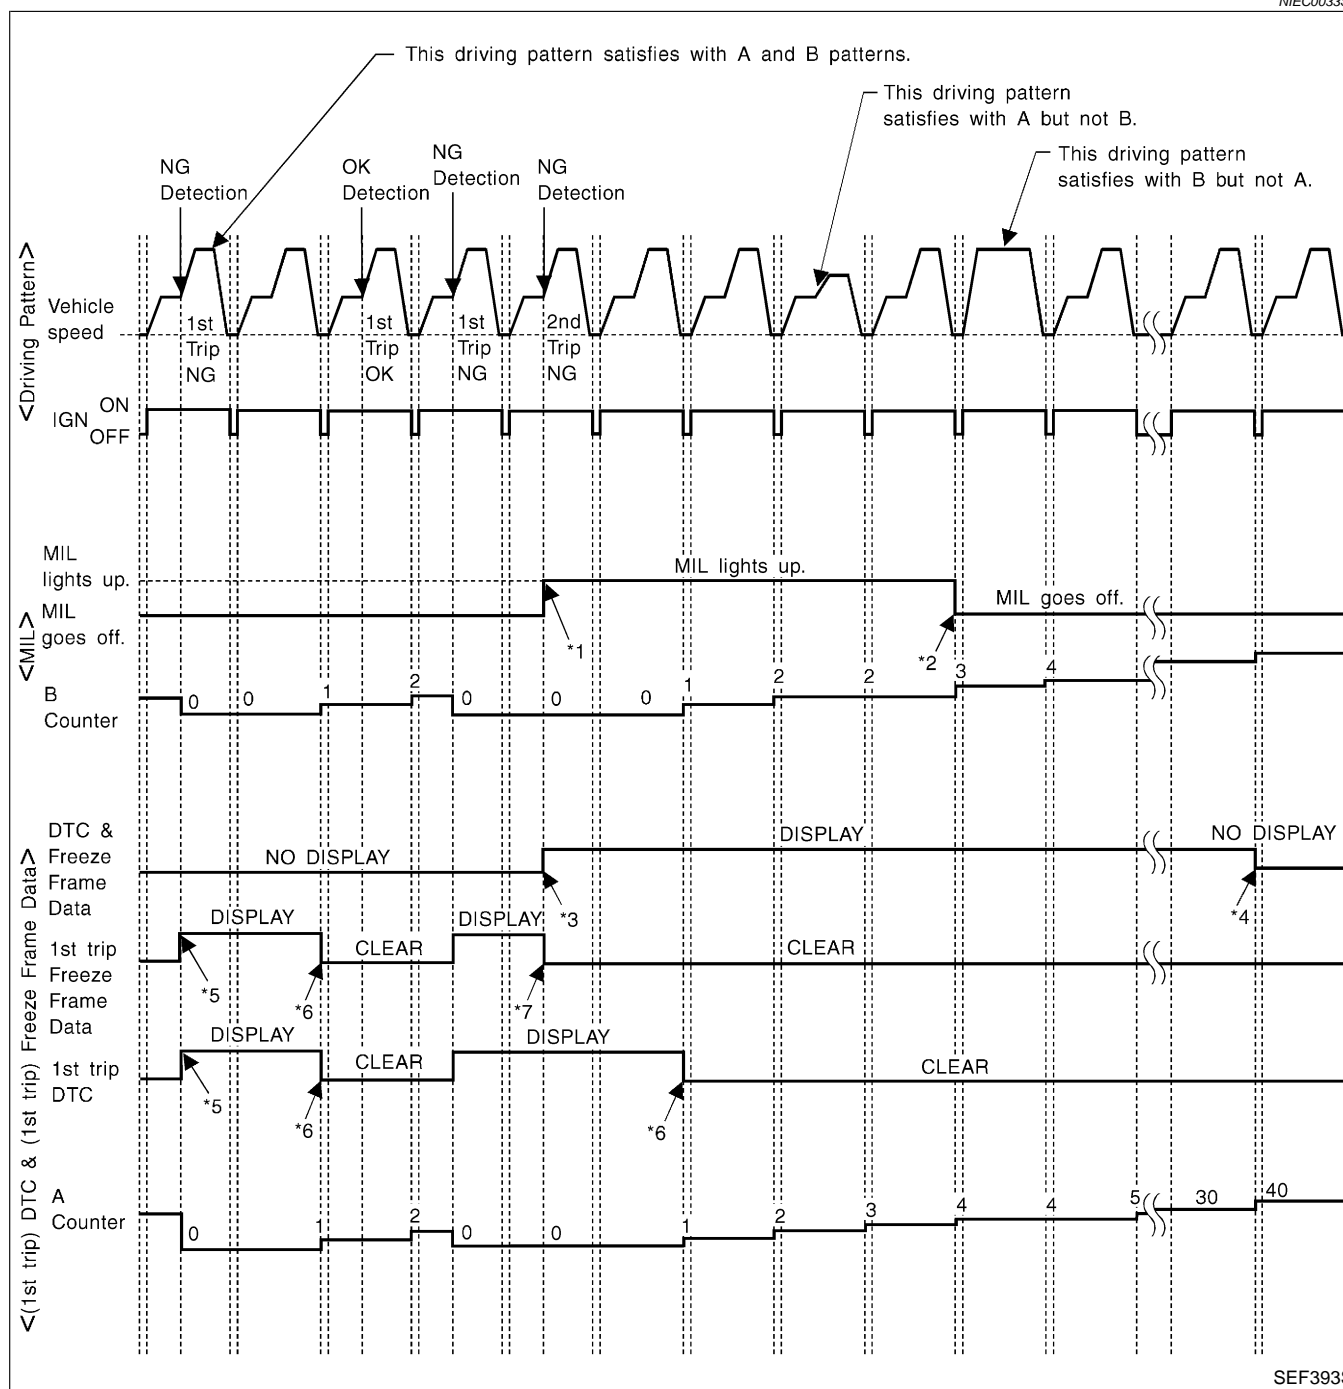 NIEC0033
This driving pattern satisfies with A and B patterns.
This driving pattern
satisfies with A but not B.
This driving pattern
satisfies with B but not A.
NG
Detection
OK
Detection
NG
Detection
NG
Detection
<Driving Pattern>
Vehicle
speed
1st
Trip
NG
1st
Trip
OK
1st
Trip
NG
2nd
Trip
NG
IGN
ON
OFF
<MIL>
MIL
lights up.
MIL
goes off.
MIL lights up.
MIL goes off.
*1
*2
B
Counter
0 0 1 2 0 0 0 1 2 2 3 4
<(1st trip) DTC & (1st trip) Freeze Frame Data>
DTC &
Freeze
Frame
Data
NO DISPLAY
DISPLAY
NO DISPLAY
*3
*4
1st trip
Freeze
Frame
Data
DISPLAY
CLEAR
DISPLAY
CLEAR
*5
*6
*7
1st trip
DTC
DISPLAY
CLEAR
DISPLAY
CLEAR
*5
*6
*6
A
Counter
0 1 2 0 0 1 2 3 4 4 5 30 40
SEF393